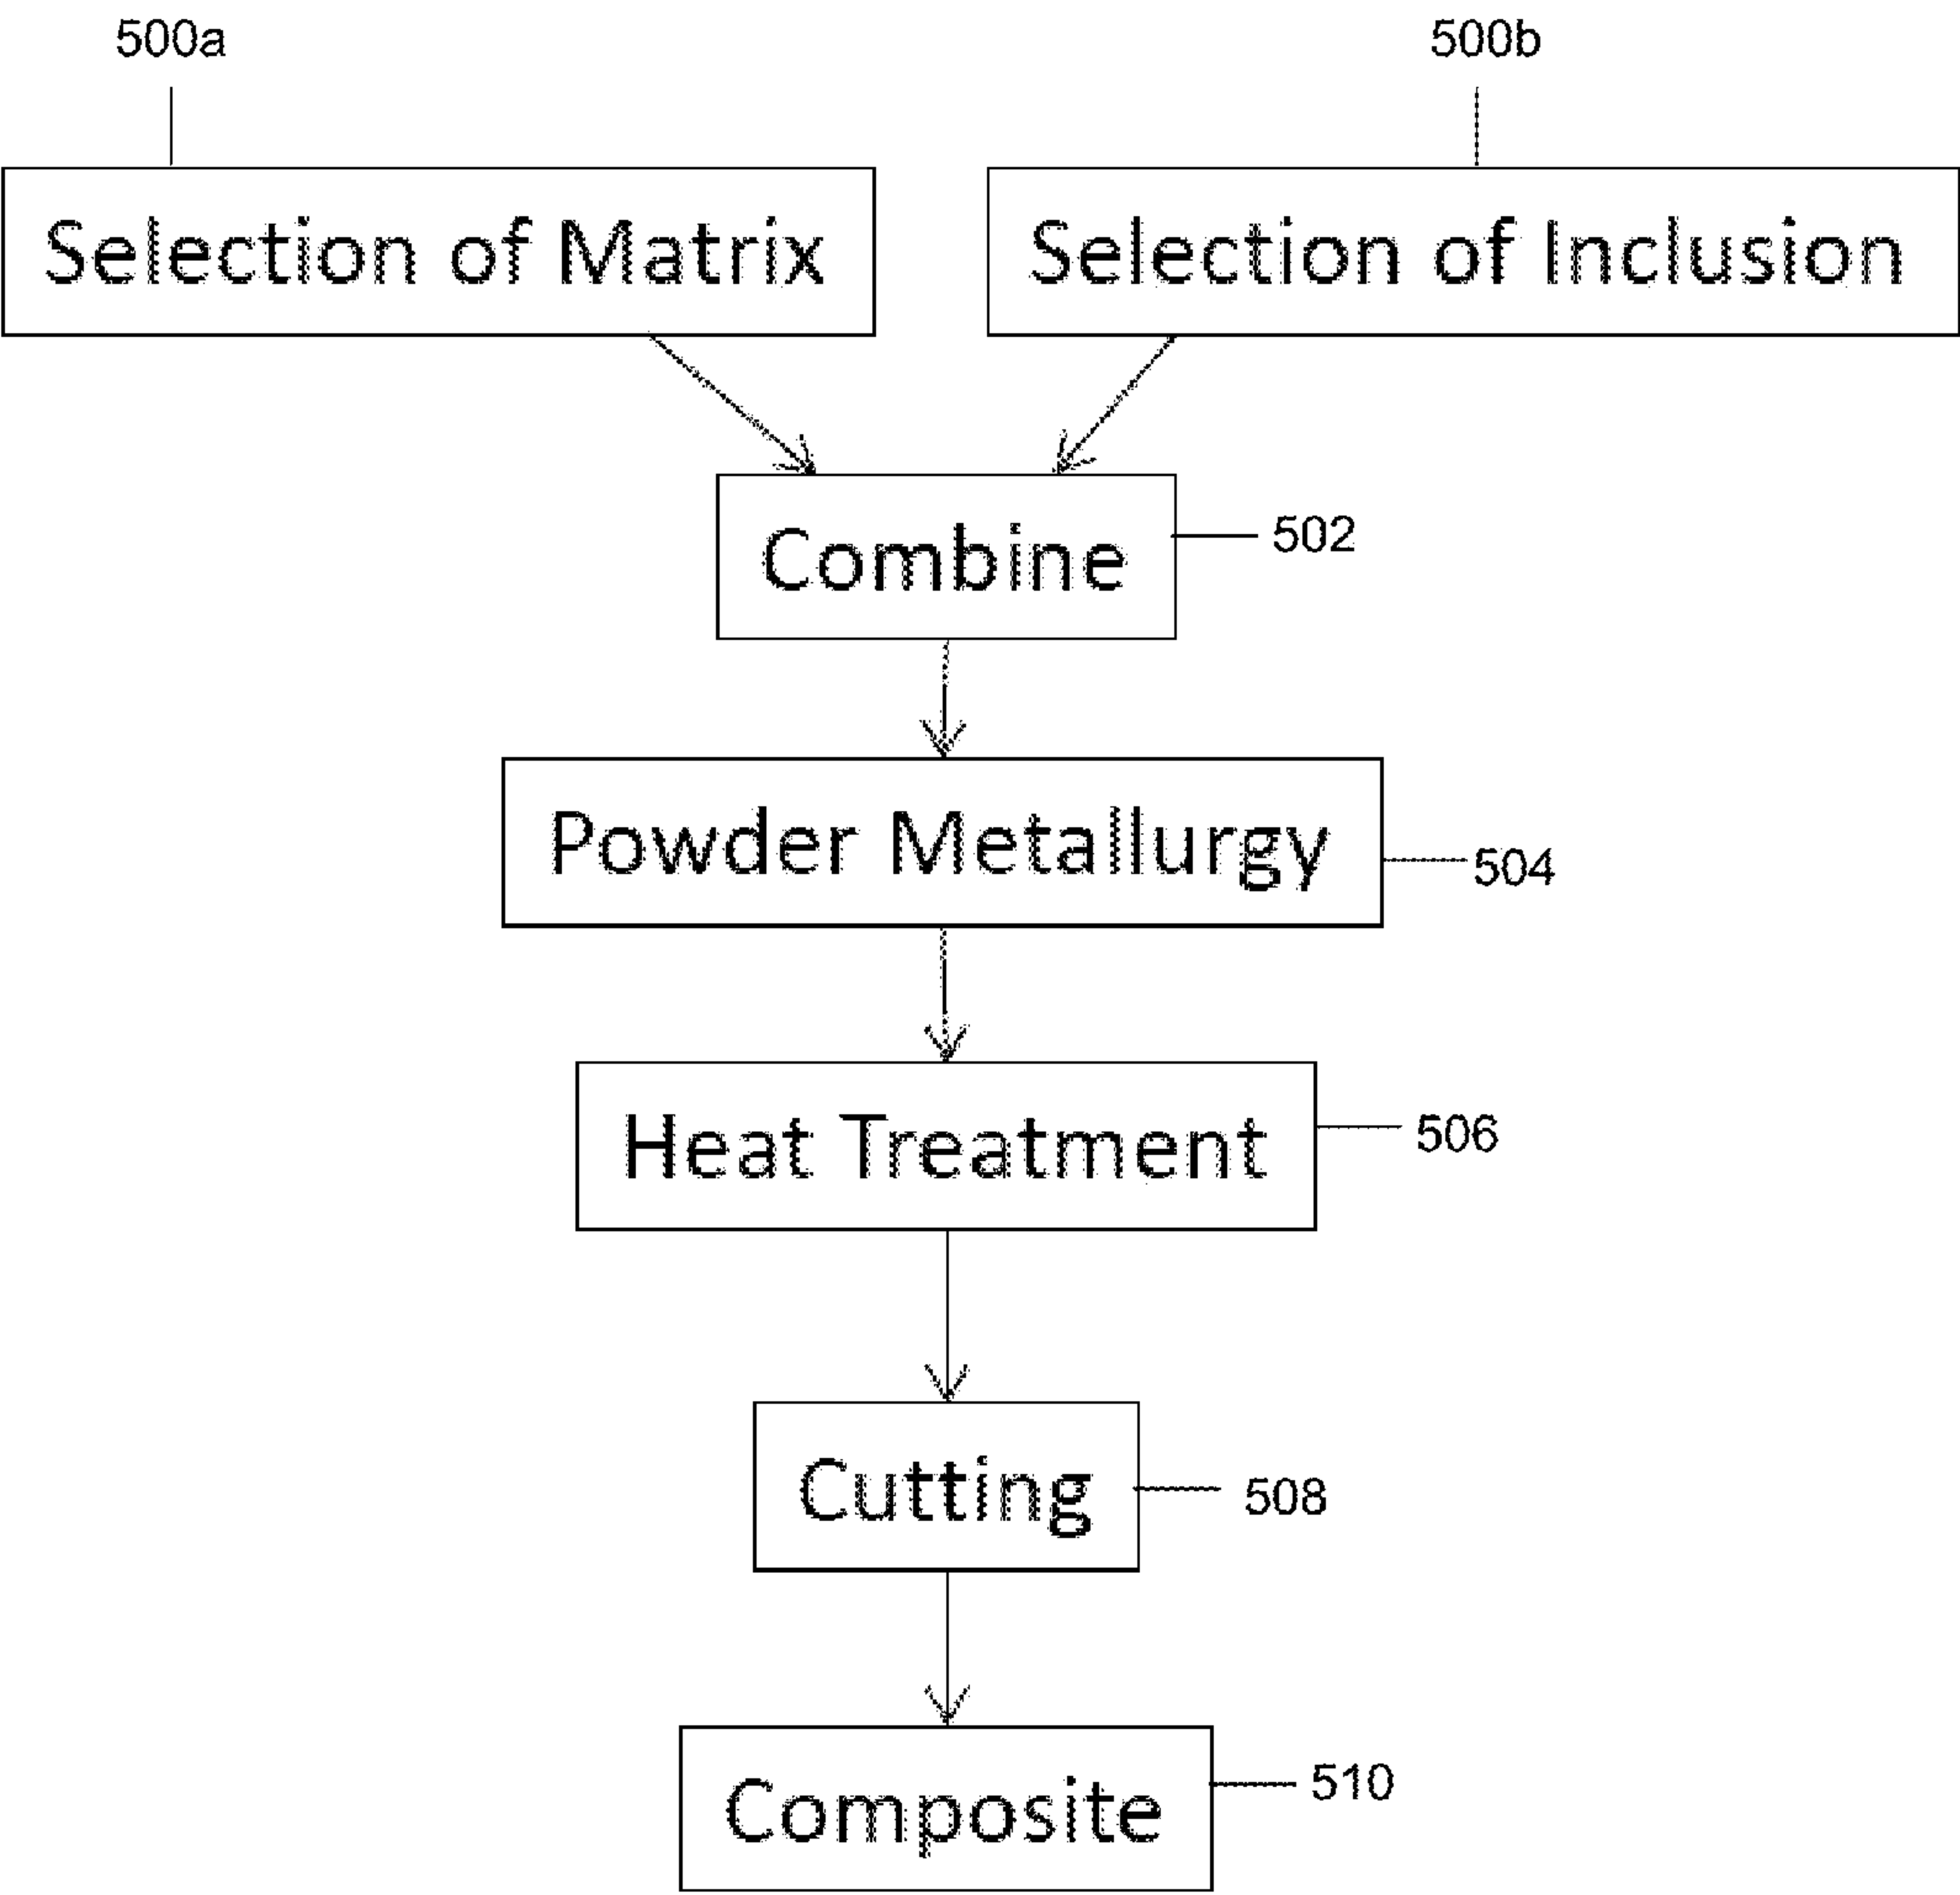 500a
500b
Selection of Matrix
Selection of Inclusion
Combine
502
Powder Metallurgy
504
Heat Treatment
506
Cutting
508
Composite
510